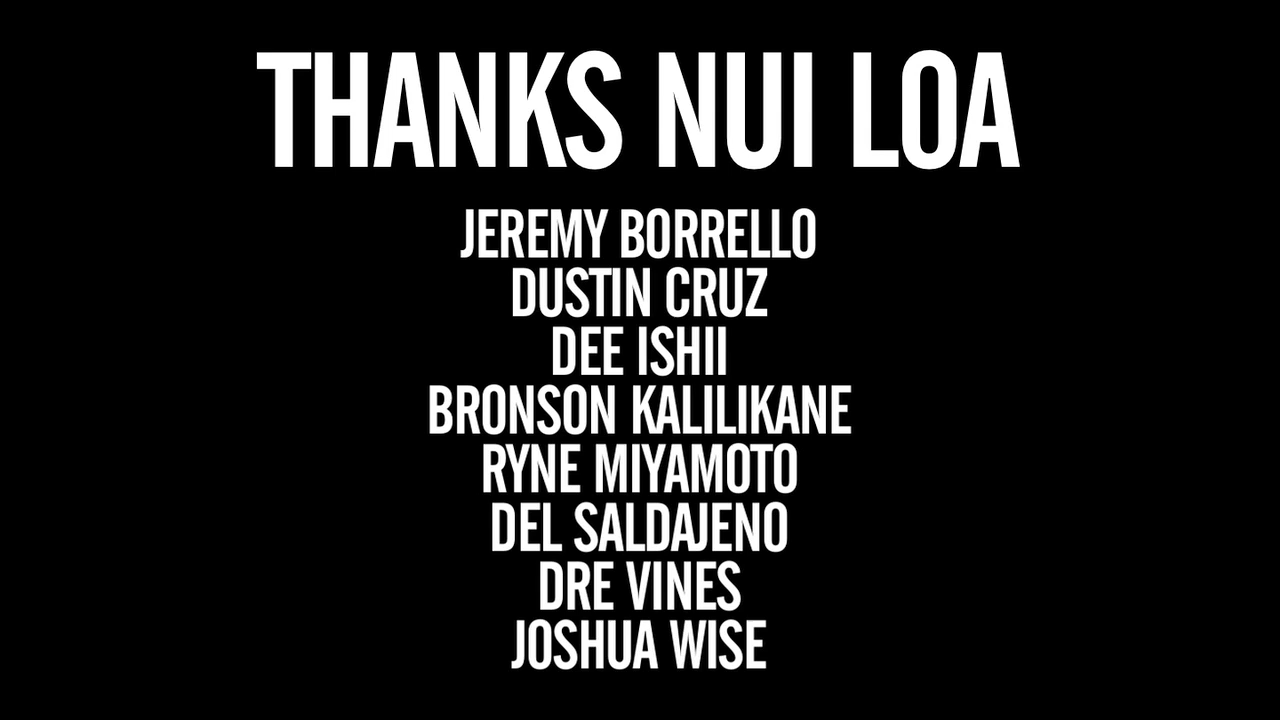 THANKS NUI LOA
JEREMY BORRELLO
DUSTIN CRUZ
DEE ISHII
BRONSON KALILIKANE
RYNE MIYAMOTO
DEL SALDAJENO
DRE VINES
JOSHUA WISE